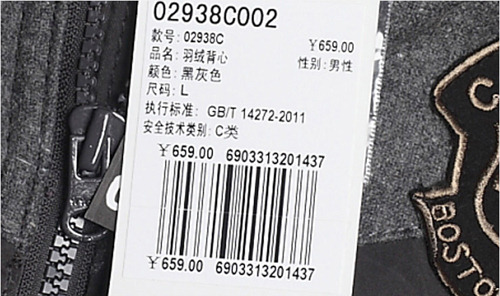 02938C002
款号: 02938C ￥659.00
品名: 羽绒背心 性别: 男性
颜色: 黑灰色
尺码: L
执行标准: GB/T 14272-2011
安全技术类别: C类
￥659.00 6903313201437
￥659.00 6903313201437
BOSTO